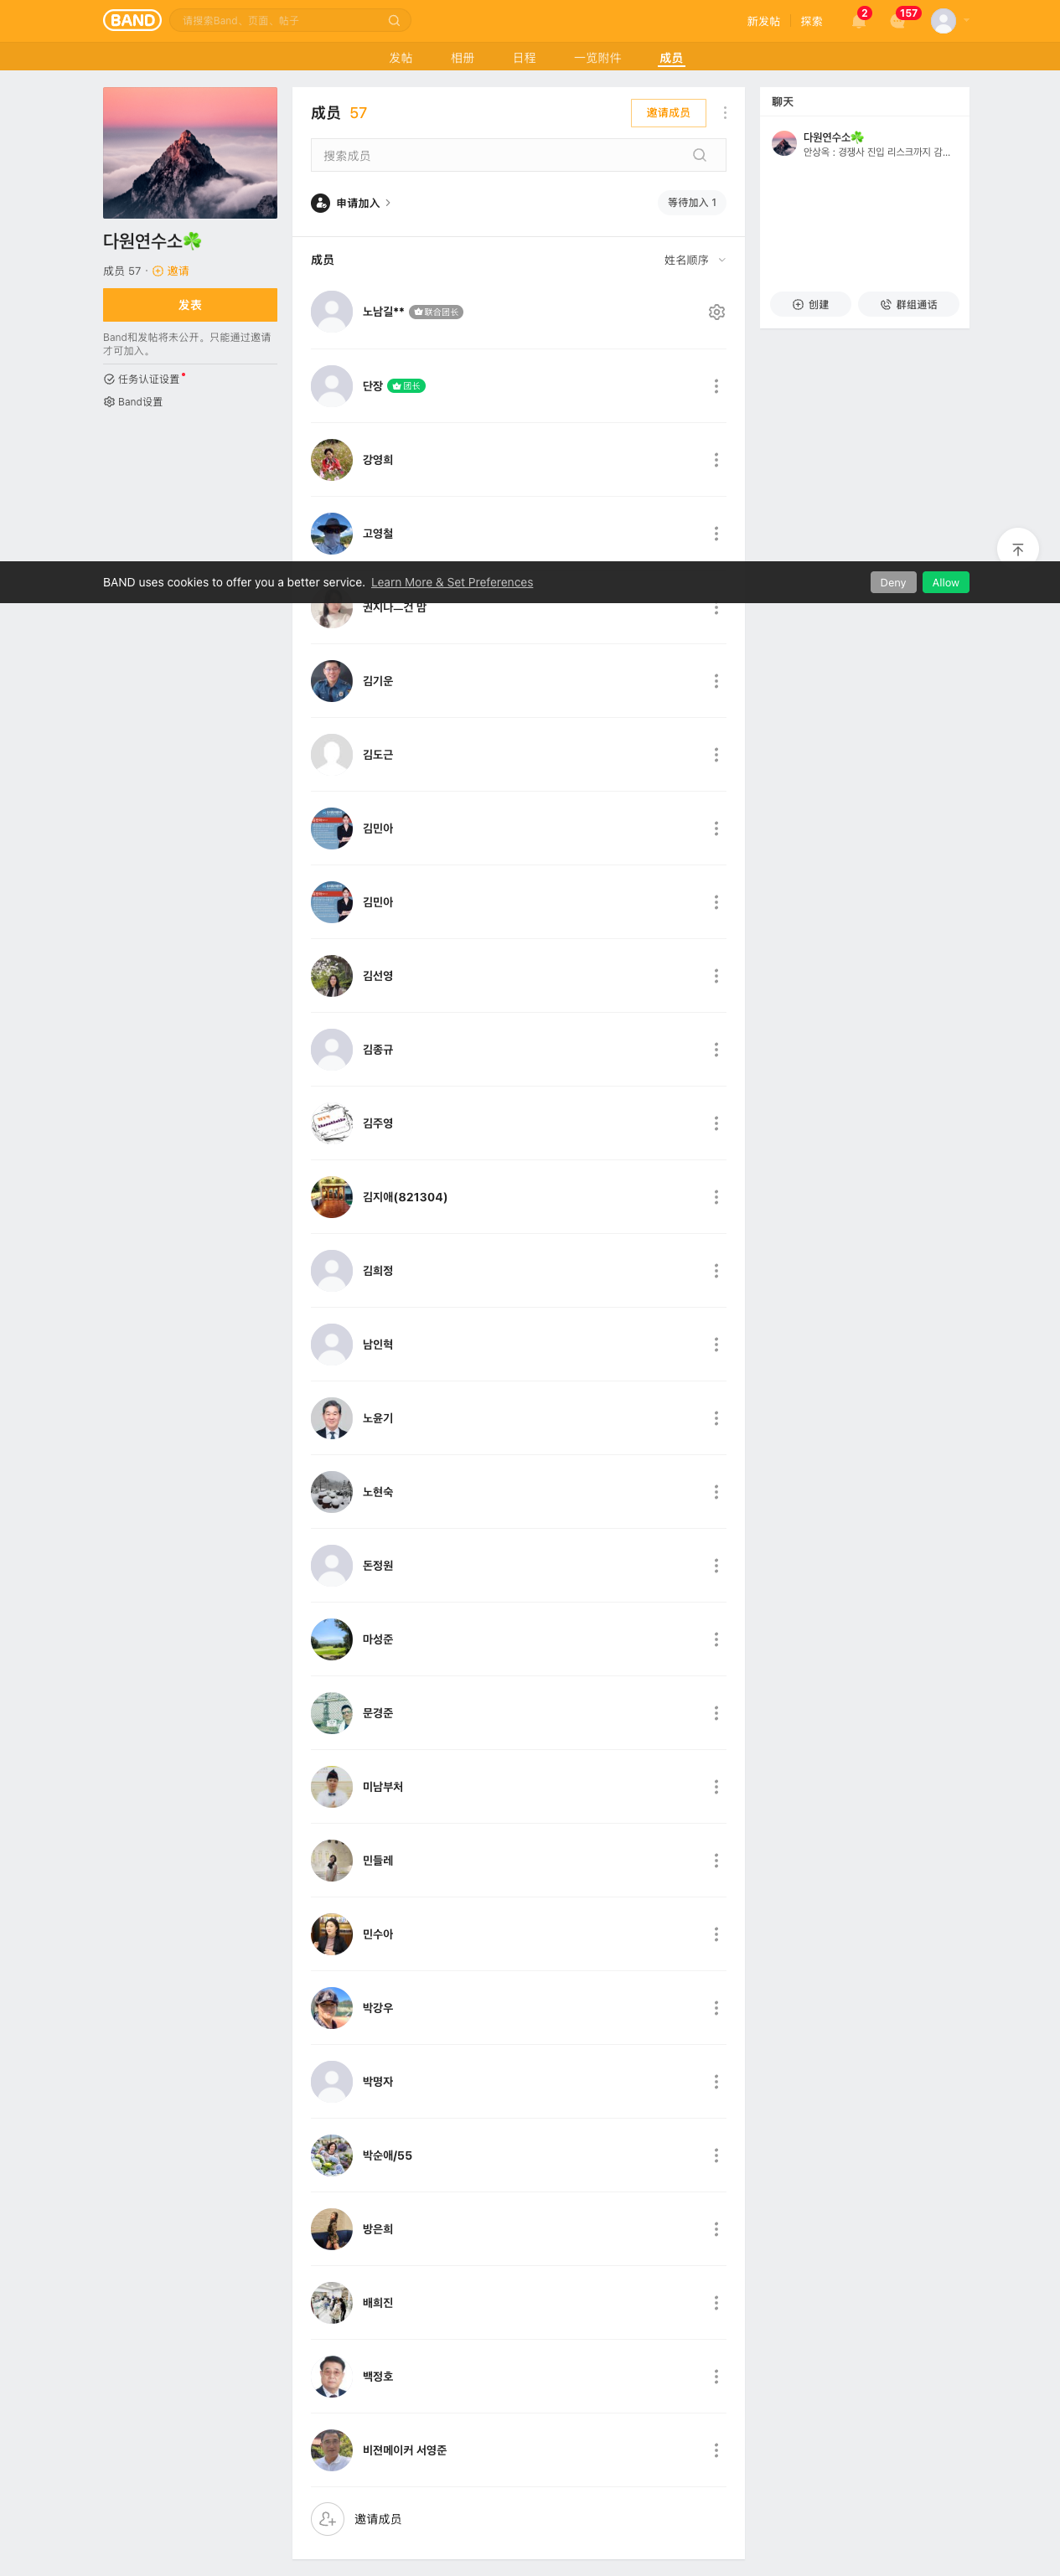 BAND
请搜索Band、页面、帖子
新发帖
探索
2
157
发帖
相册
日程
一览附件
成员
다원연수소☘️
成员 57 · 邀请
发表
Band和发帖将未公开。只能通过邀请
才可加入。
任务认证设置
Band设置
成员 57
邀请成员
搜索成员
申请加入
等待加入 1
成员
姓名顺序
노남길** 联合团长
단장 团长
강영희
고영철
권지나ㅡ건 맘
김기운
김도근
김민아
김민아
김선영
김종규
김주영
김지애(821304)
김희정
남인혁
노윤기
노현숙
돈정원
마성준
문경준
미남부처
민들레
민수아
박강우
박명자
박순애/55
방은희
배희진
백정호
비젼메이커 서영준
邀请成员
聊天
다원연수소☘️
안상옥 : 경쟁사 진입 리스크까지 감...
创建
群组通话
BAND uses cookies to offer you a better service. Learn More & Set Preferences
Deny
Allow